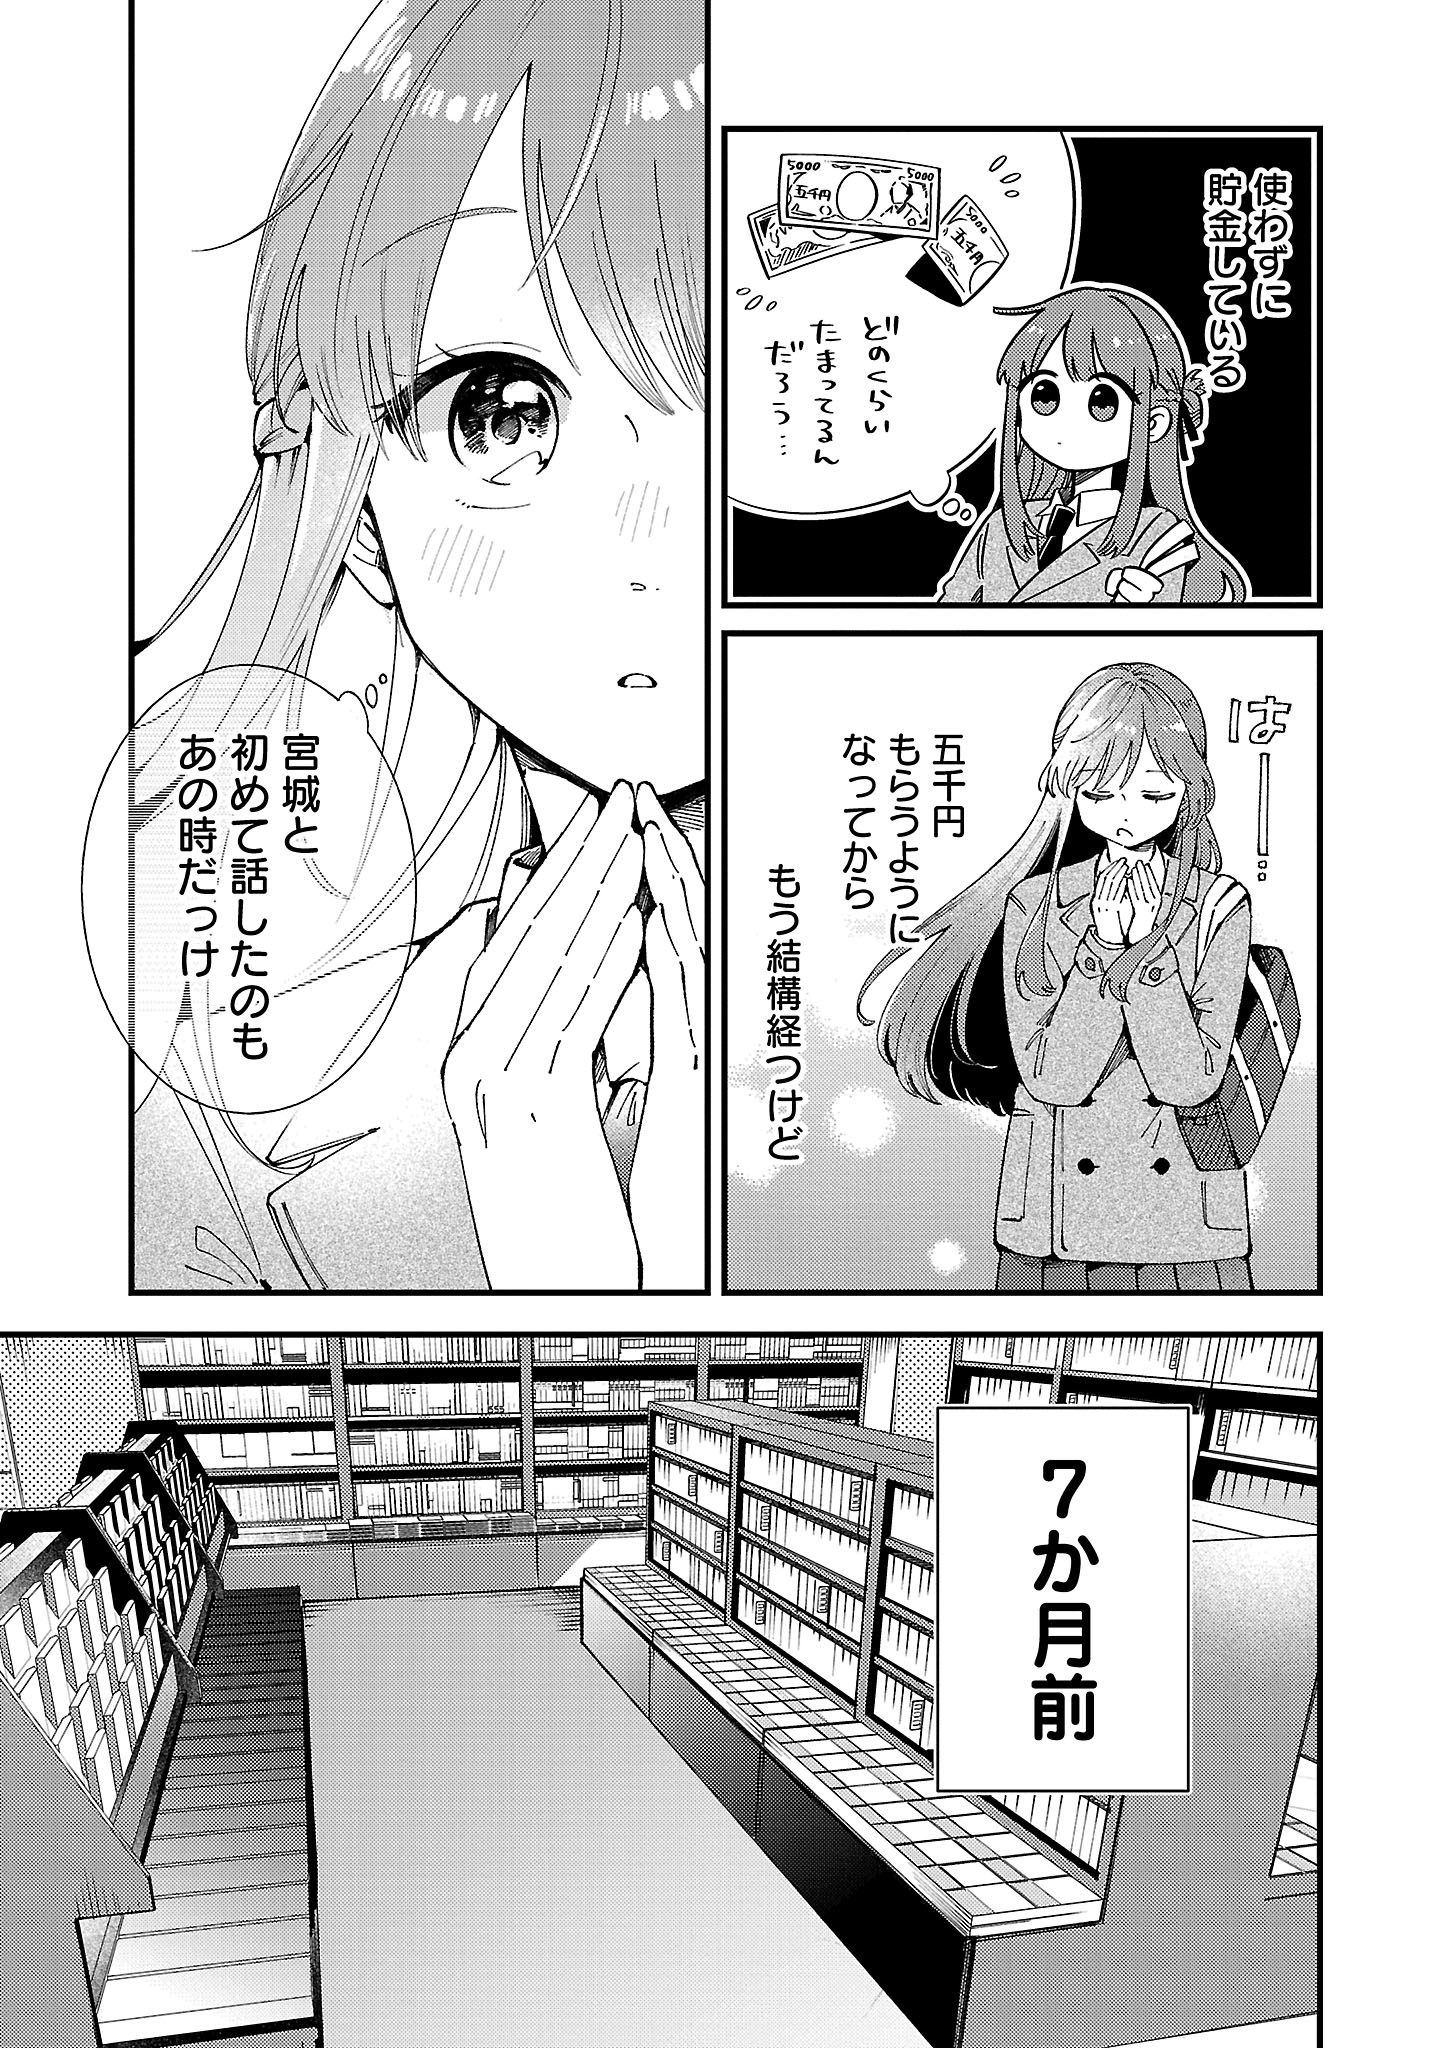 使わずに
貯金している
5000
5000
五千円
5000
五千円
どのくらい
たまってるん
だろう…
はーー…
五千円
もらうように
なってから
もう結構経つけど
宮城と
初めて話したのも
あの時だっけ
7か月前